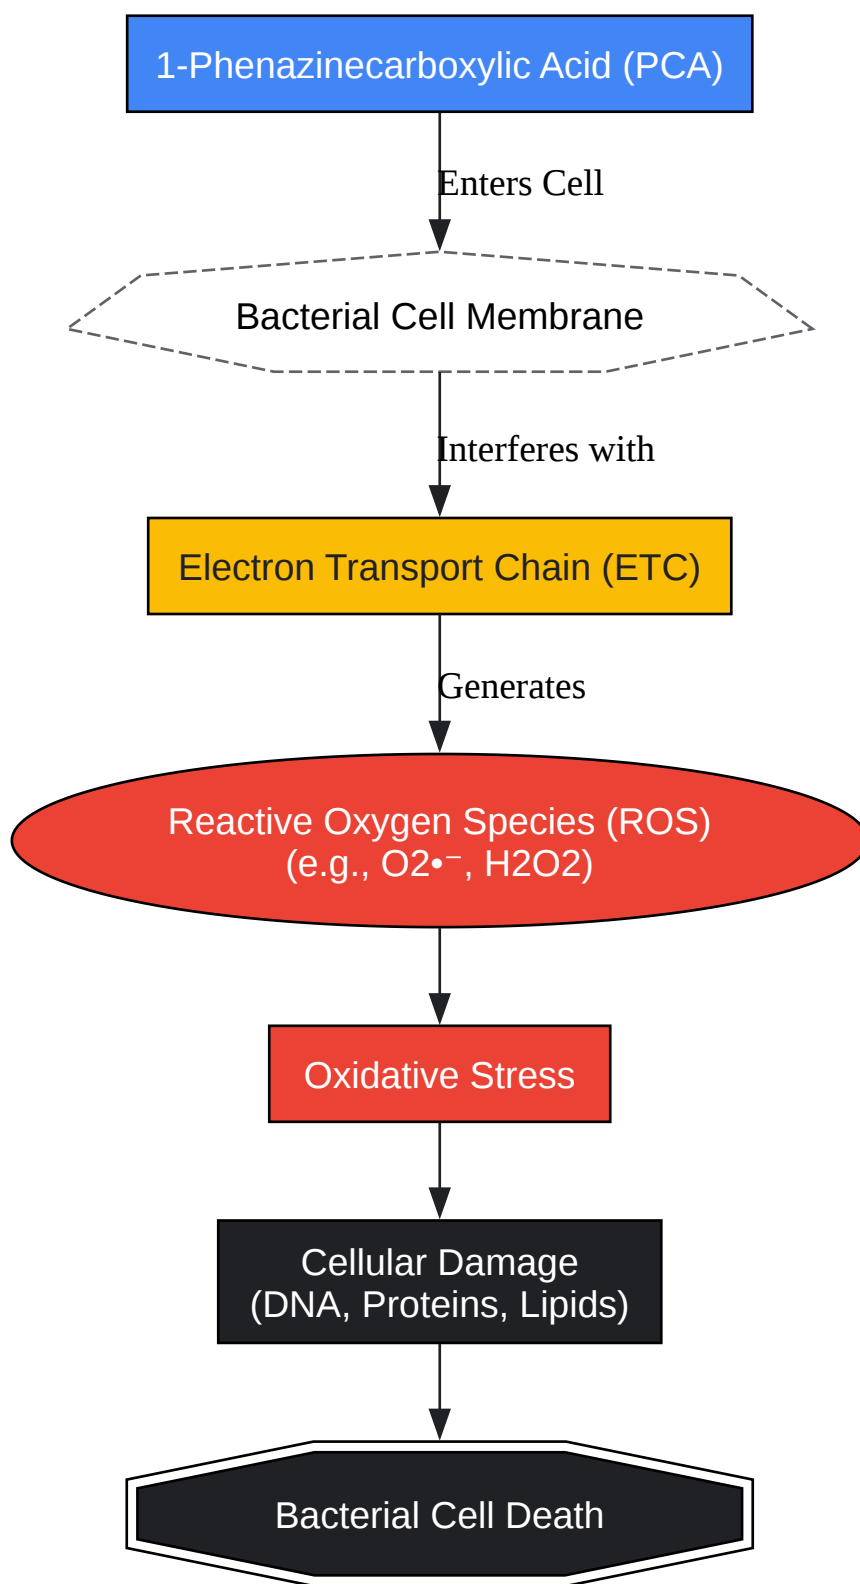 1-Phenazinecarboxylic Acid (PCA)
Enters Cell
Bacterial Cell Membrane
Interferes with
Electron Transport Chain (ETC)
Generates
Reactive Oxygen Species (ROS)
(e.g., O2•⁻, H2O2)
Oxidative Stress
Cellular Damage
(DNA, Proteins, Lipids)
Bacterial Cell Death